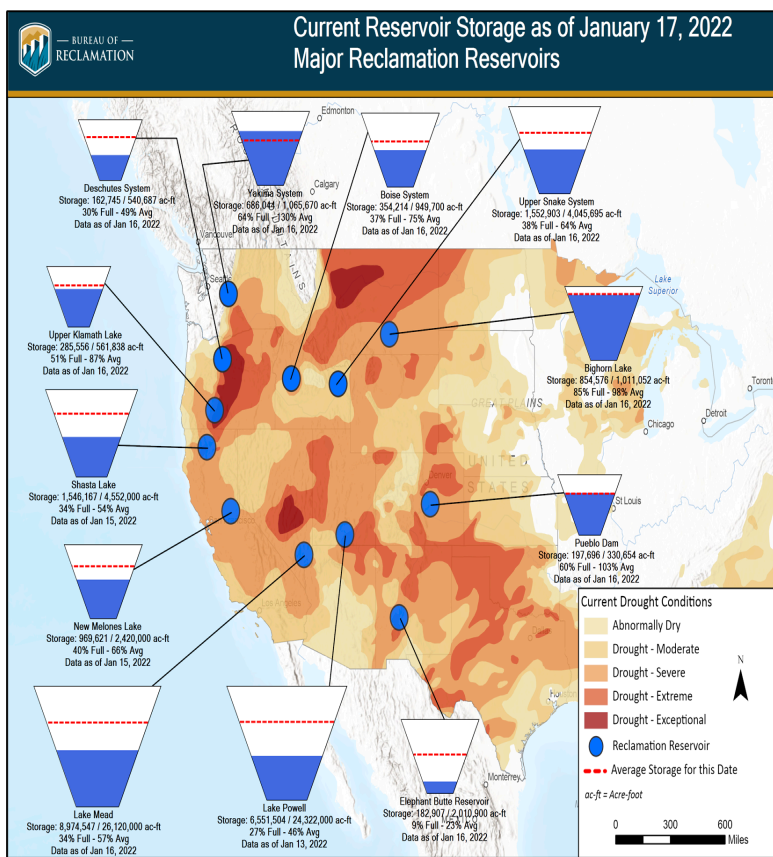 BUREAU OF
RECLAMATION
Current Reservoir Storage as of January 17, 2022
Major Reclamation Reservoirs
Deschutes System
Storage: 162,745 / 540,687 ac-ft
30% Full - 49% Avg
Data as of Jan 16, 2022
Yakima System
Storage: 686,041 / 1,065,670 ac-ft
64% Full - 130% Avg
Data as of Jan 16, 2022
Boise System
Storage: 354,214 / 949,700 ac-ft
37% Full - 75% Avg
Data as of Jan 16, 2022
Upper Snake System
Storage: 1,552,903 / 4,045,695 ac-ft
38% Full - 64% Avg
Data as of Jan 16, 2022
Edmonton
Calgary
Vancouver
Seattle
Lake
Superior
Upper Klamath Lake
Storage: 285,556 / 561,838 ac-ft
51% Full - 87% Avg
Data as of Jan 16, 2022
Bighorn Lake
Storage: 854,576 / 1,011,052 ac-ft
85% Full - 98% Avg
Data as of Jan 16, 2022
Toronto
Detroit
Chicago
GREAT PLAINS
UNITED
STATES
Denver
St Louis
Shasta Lake
Storage: 1,546,167 / 4,552,000 ac-ft
34% Full - 54% Avg
Data as of Jan 15, 2022
Pueblo Dam
Storage: 197,696 / 330,654 ac-ft
60% Full - 103% Avg
Data as of Jan 16, 2022
New Melones Lake
Storage: 969,621 / 2,420,000 ac-ft
40% Full - 66% Avg
Data as of Jan 15, 2022
Los Angeles
Houston
Monterrey
MEXICO
Lake Mead
Storage: 8,974,547 / 26,120,000 ac-ft
34% Full - 57% Avg
Data as of Jan 16, 2022
Lake Powell
Storage: 6,551,504 / 24,322,000 ac-ft
27% Full - 46% Avg
Data as of Jan 13, 2022
Elephant Butte Reservoir
Storage: 182,907 / 2,010,900 ac-ft
9% Full - 23% Avg
Data as of Jan 16, 2022
Current Drought Conditions
Abnormally Dry
Drought - Moderate
Drought - Severe
Drought - Extreme
Drought - Exceptional
Reclamation Reservoir
Average Storage for this Date
ac-ft = Acre-foot
N
0 300 600
Miles